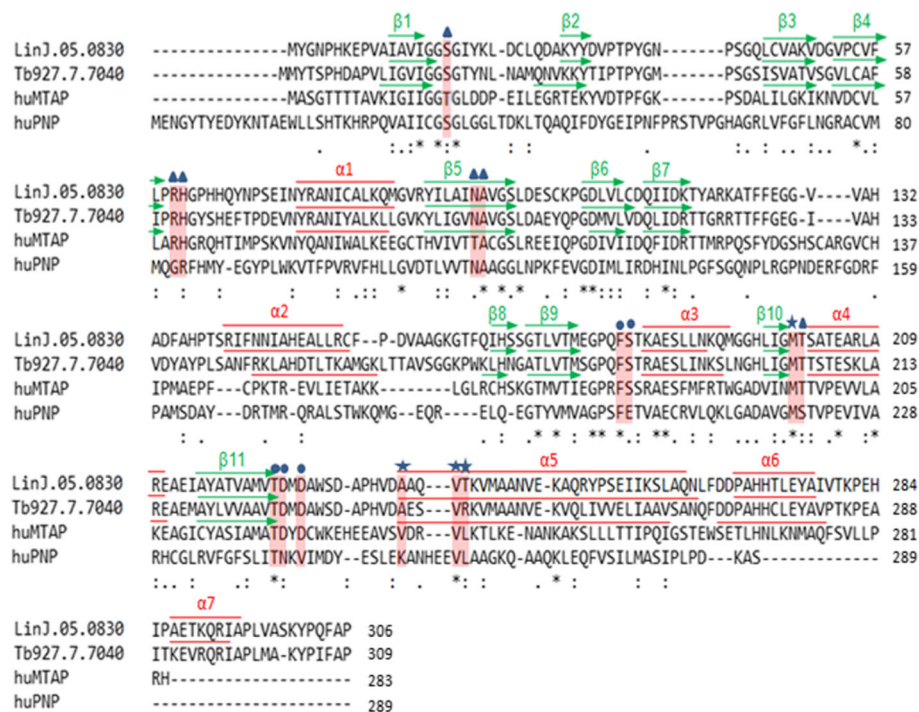 β1 β2 β3 β4
LinJ.05.0830 --------------MYGNPHKEPVAIAVIGGSGIYKL-DCLQDAKYYDVPTPYGN-------PSGQLCVAKVDGVPCVF 57
Tb927.7.7040 -------------MMYTSPHDAPVLIGVIGGSGTYNL-NAMQNVKKYTIPTPYGM-------PSGSISVATVSGVLCAF 58
huMTAP --------------MASGTTTTAVKIGIIGGTGLDDP-EILEGRTEKYVDTPFGK-------PSDALILGKIKNVDCVL 57
huPNP MENGYTYEDYKNTAEWLLSHTKHRPQVAIICGSGLGGLTDKLTQAQIFDYGEIPNFPRSTVPGHAGRLVFGFLNGRACVM 80
. :.:* *:* : : . . : : . : . *.:
α1 β5 β6 β7
LinJ.05.0830 LPRHGPHHQYNPSEINYRANICALKQMGVRYILAINAVGSLDESCKPGDLVLCDQIIDKTYARKATFFEGG-V----VAH 132
Tb927.7.7040 IPRHGYSHEFTPDEVNYRANIYALKLLGVKYLIGVNAVGSLDAEYQPGDMVLVDQLIDRTTGRRTTFFGEG-I----VAH 133
huMTAP LARHGRQHTIMPSKVNYQANIWALKEEGCTHVIVTTACGSLREEIQPGDIVIIDQFIDRTTMRPQSFYDGSHSCARGVCH 137
huPNP MQGRFHMY-EGYPLWKVTFPVRVFHLLGVDTLVVTNAAGGLNPKFEVGDIMLIRDHINLPGFSGQNPLRGPNDERFGDRF 159
: : : : .:: * :: .* *.* . : **::: : *: . . .
α2 β8 β9 α3 β10 α4
LinJ.05.0830 ADFAHPTSRIFNNIAHEALLRCF--P-DVAAGKGTFQIHSSGTLVTMEGPQFSTKAESLLNKQMGGHLIGMTSATEARLA 209
Tb927.7.7040 VDYAYPLSANFRKLAHDTLTKAMGKLTTAVSGGKPWKLHNGATLVTMSGPQFSTKAESLINKSLNGHLIGMTTSTESKLA 213
huMTAP IPMAEPF---CPKTR-EVLIETAKK------LGLRCHSKGTMVTIEGPRFSSRAESFMFRTWGADVINMTTVPEVVLA 205
huPNP PAMSDAY---DRTMR-QRALSTWKQMG--EQR---ELQ-EGTYVMVAGPSFETVAECRVLQKLGADAVGMSTVPEVIVA 228
: . . : . : .* * ** * : **. : : . . :.*:: * :*
β11 α5 α6
LinJ.05.0830 REAEIAYATVAMVTDMDAWSD-APHVDAAQ---VTKVMAANVE-KAQRYPSEIIKSLAQNLFDDPAHHTLEYAIVTKPEH 284
Tb927.7.7040 REAEMAYLVVAAVTDMDAWSD-APHVDAES---VRKVMAANVE-KVQLIVVELIAAVSANQFDDPAHHCLEYAVPTKPEA 288
huMTAP KEAGICYASIAMATDYDCWKEHEEAVSVDR---VLKTLKE-NANKAKSLLLTTIPQIGSTEWSETLHNLKNMAQFSVLLP 281
huPNP RHCGLRVFGFSLITNKVIMDY-ESLEKANHEEVLAAGKQ-AAQKLEQFVSILMASIPLPD-KAS---------------- 289
:.. : : *: . : : . * : : :
α7
LinJ.05.0830 IPAETKQRIAPLVASKYPQFAP 306
Tb927.7.7040 ITKEVRQRIAPLMA-KYPIFAP 309
huMTAP RH-------------------- 283
huPNP ---------------------- 289